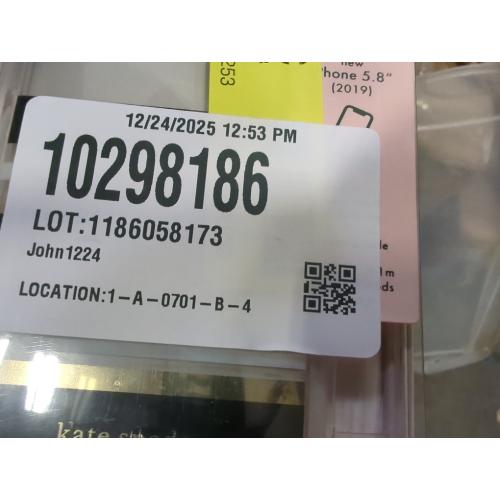 253
new
iPhone 5.8"
(2019)
12/24/2025 12:53 PM
10298186
LOT:1186058173
John1224
LOCATION:1-A-0701-B-4
kate